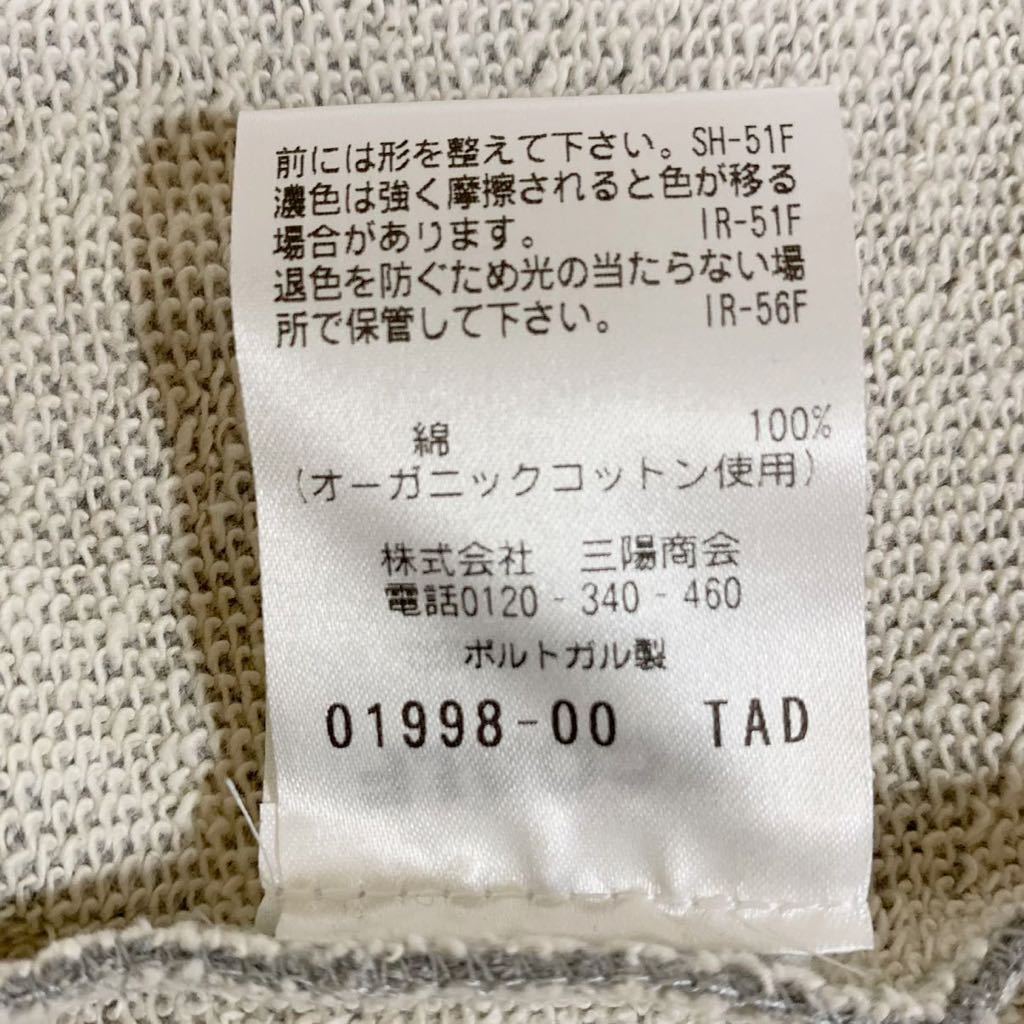 前には形を整えて下さい。SH-51F
濃色は強く摩擦されると色が移る
場合があります。 IR-51F
退色を防ぐため光の当たらない場
所で保管して下さい。 IR-56F
綿 100%
(オーガニックコットン使用)
株式会社 三陽商会
電話0120-340-460
ポルトガル製
01998-00 TAD